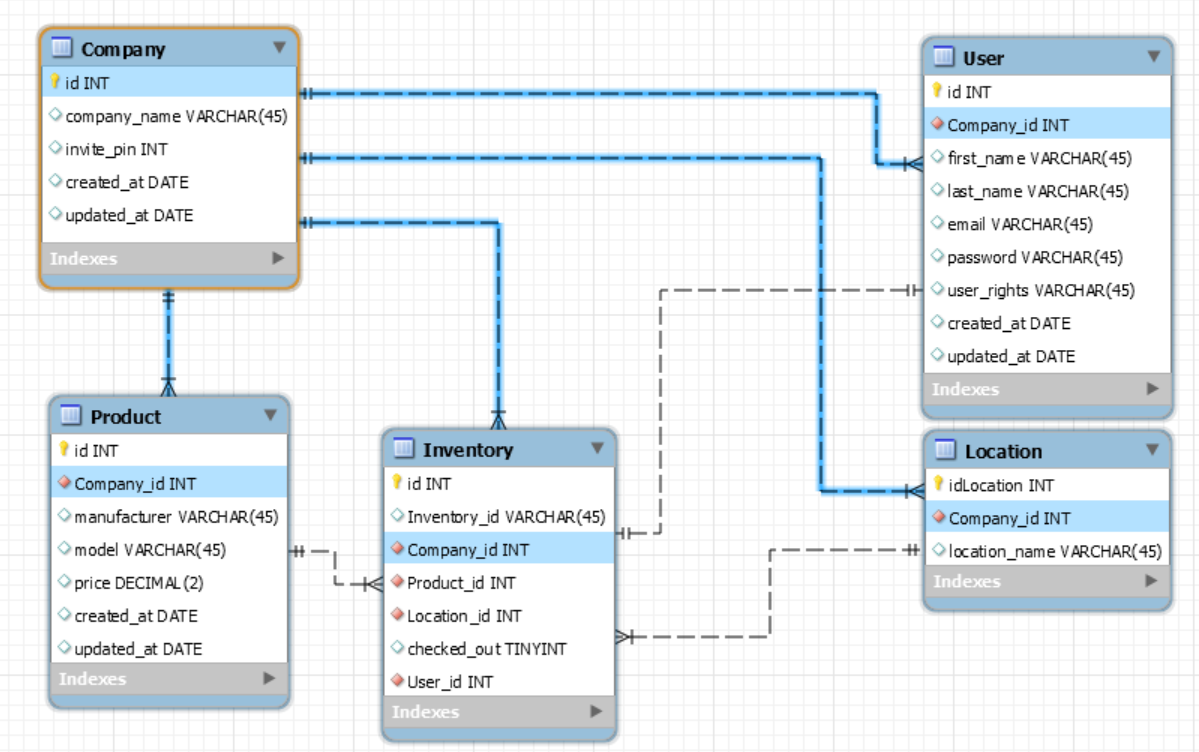 Company
id INT
company_name VARCHAR(45)
invite_pin INT
created_at DATE
updated_at DATE
Indexes
User
id INT
Company_id INT
first_name VARCHAR(45)
last_name VARCHAR(45)
email VARCHAR(45)
password VARCHAR(45)
user_rights VARCHAR(45)
created_at DATE
updated_at DATE
Indexes
Product
id INT
Company_id INT
manufacturer VARCHAR(45)
model VARCHAR(45)
price DECIMAL(2)
created_at DATE
updated_at DATE
Indexes
Inventory
id INT
Inventory_id VARCHAR(45)
Company_id INT
Product_id INT
Location_id INT
checked_out TINYINT
User_id INT
Indexes
Location
idLocation INT
Company_id INT
location_name VARCHAR(45)
Indexes